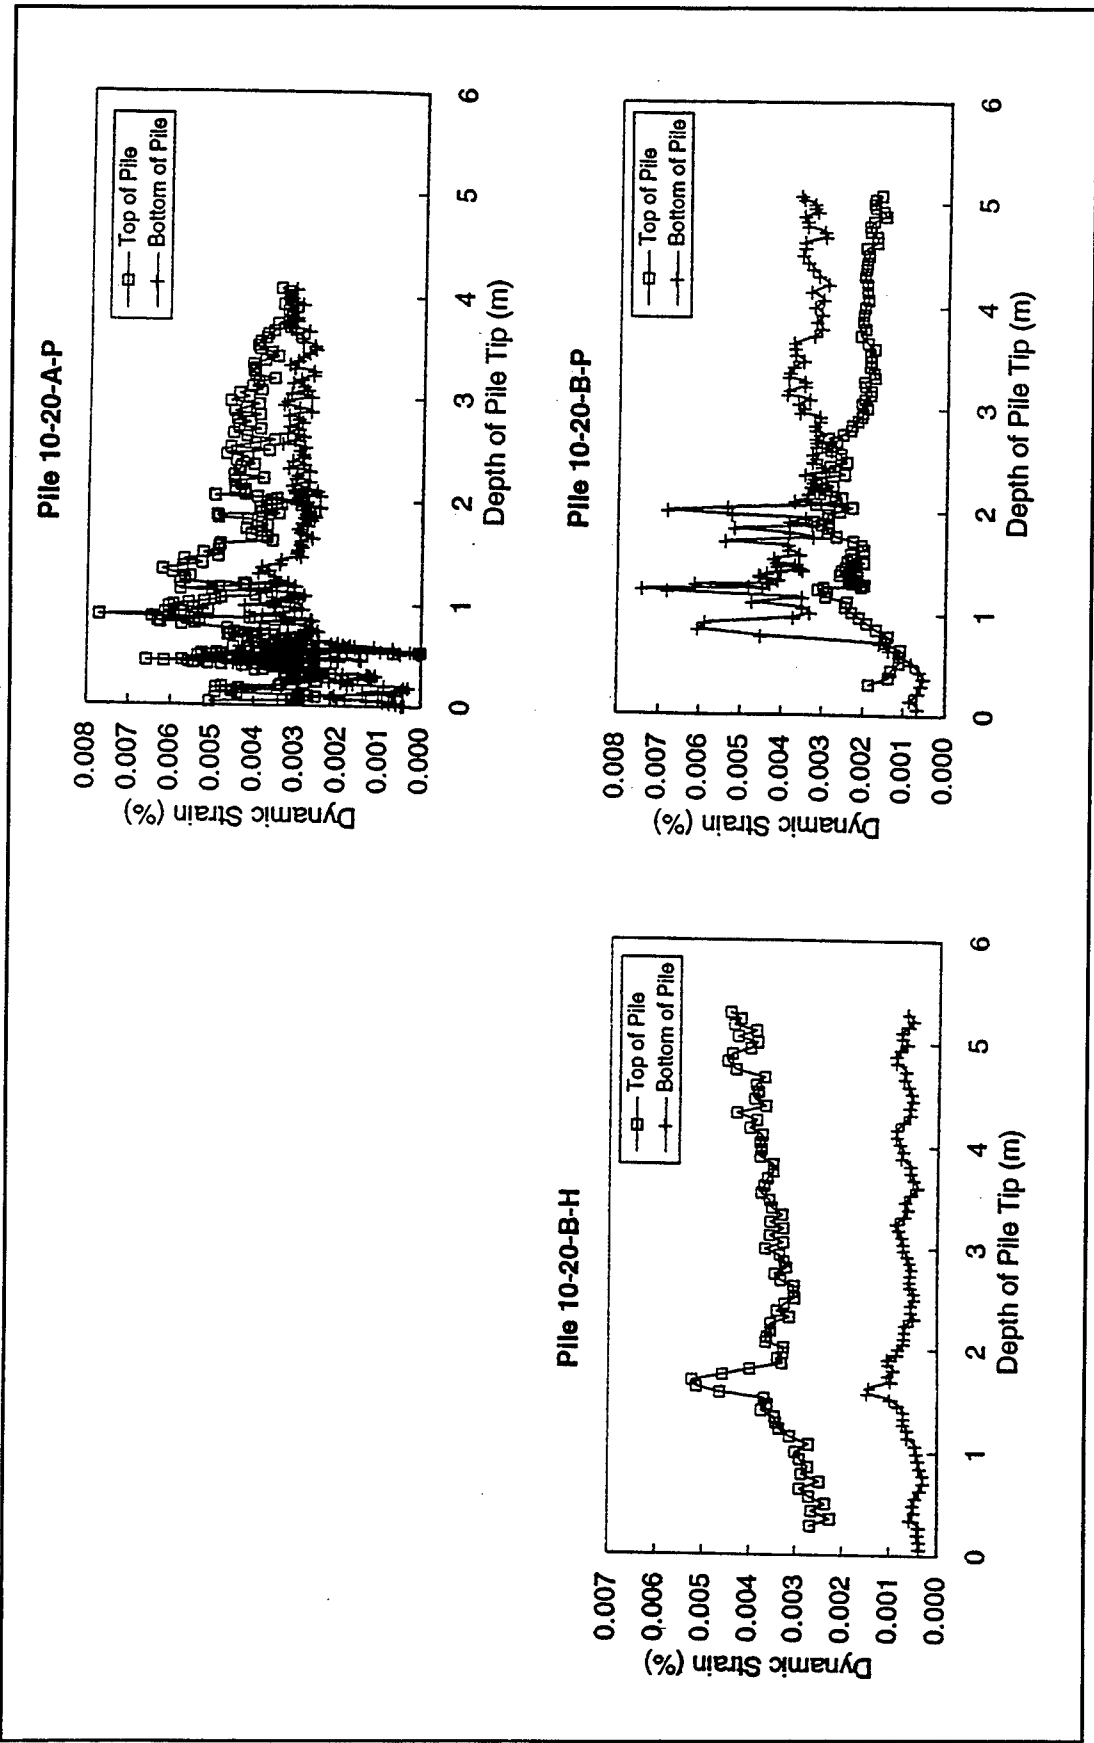 Pile 10-20-A-P
Top of Pile
Bottom of Pile
0.008
0.007
0.006
0.005
0.004
0.003
0.002
0.001
0.000
Dynamic Strain (%)
0 1 2 3 4 5 6
Depth of Pile Tip (m)
Pile 10-20-B-H
Top of Pile
Bottom of Pile
0.007
0.006
0.005
0.004
0.003
0.002
0.001
0.000
Dynamic Strain (%)
0 1 2 3 4 5 6
Depth of Pile Tip (m)
Pile 10-20-B-P
Top of Pile
Bottom of Pile
0.008
0.007
0.006
0.005
0.004
0.003
0.002
0.001
0.000
Dynamic Strain (%)
0 1 2 3 4 5 6
Depth of Pile Tip (m)